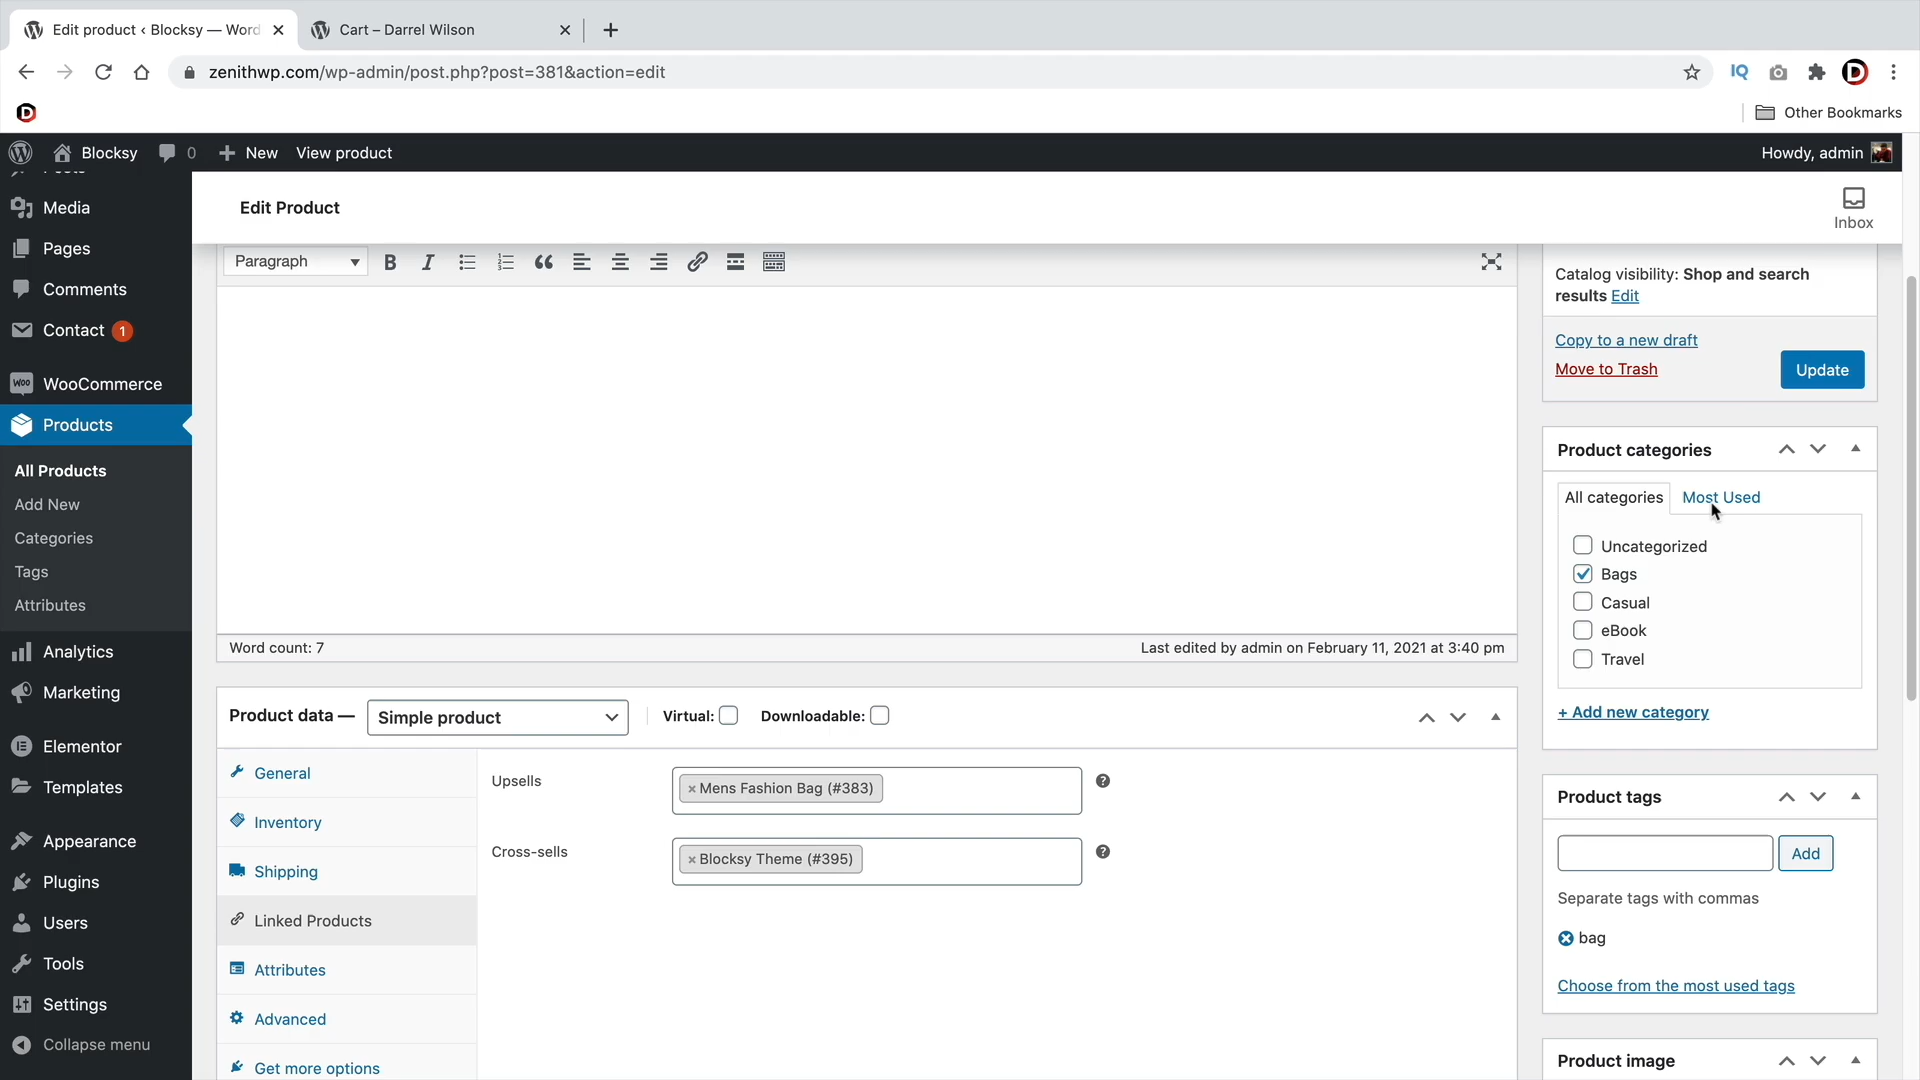 Edit product ‹ Blocksy — Word
Cart – Darrel Wilson
zenithwp.com/wp-admin/post.php?post=381&action=edit
IQ
D
D
Other Bookmarks
Blocksy
0
New
View product
Howdy, admin
Posts
Media
Pages
Comments
Contact 1
WooCommerce
Products
All Products
Add New
Categories
Tags
Attributes
Analytics
Marketing
Elementor
Templates
Appearance
Plugins
Users
Tools
Settings
Collapse menu
Edit Product
Inbox
Paragraph
B I
Word count: 7
Last edited by admin on February 11, 2021 at 3:40 pm
Product data —
Simple product
Virtual:
Downloadable:
General
Inventory
Shipping
Linked Products
Attributes
Advanced
Get more options
Upsells
× Mens Fashion Bag (#383)
Cross-sells
× Blocksy Theme (#395)
Catalog visibility: Shop and search
results Edit
Copy to a new draft
Move to Trash
Update
Product categories
All categories
Most Used
Uncategorized
Bags
Casual
eBook
Travel
+ Add new category
Product tags
Add
Separate tags with commas
bag
Choose from the most used tags
Product image